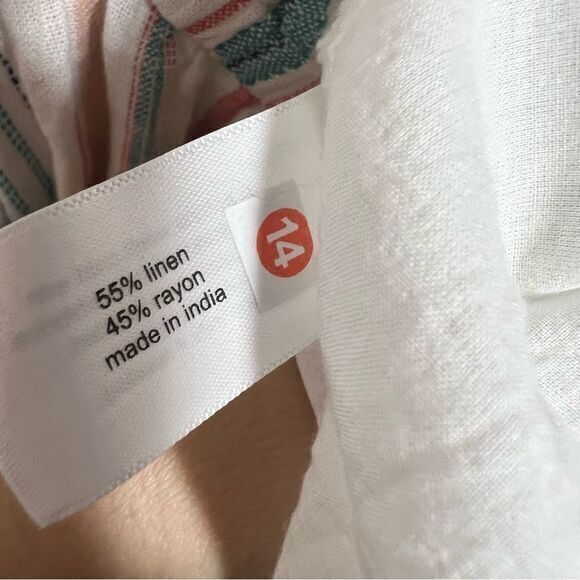 55% linen
45% rayon
made in india
14